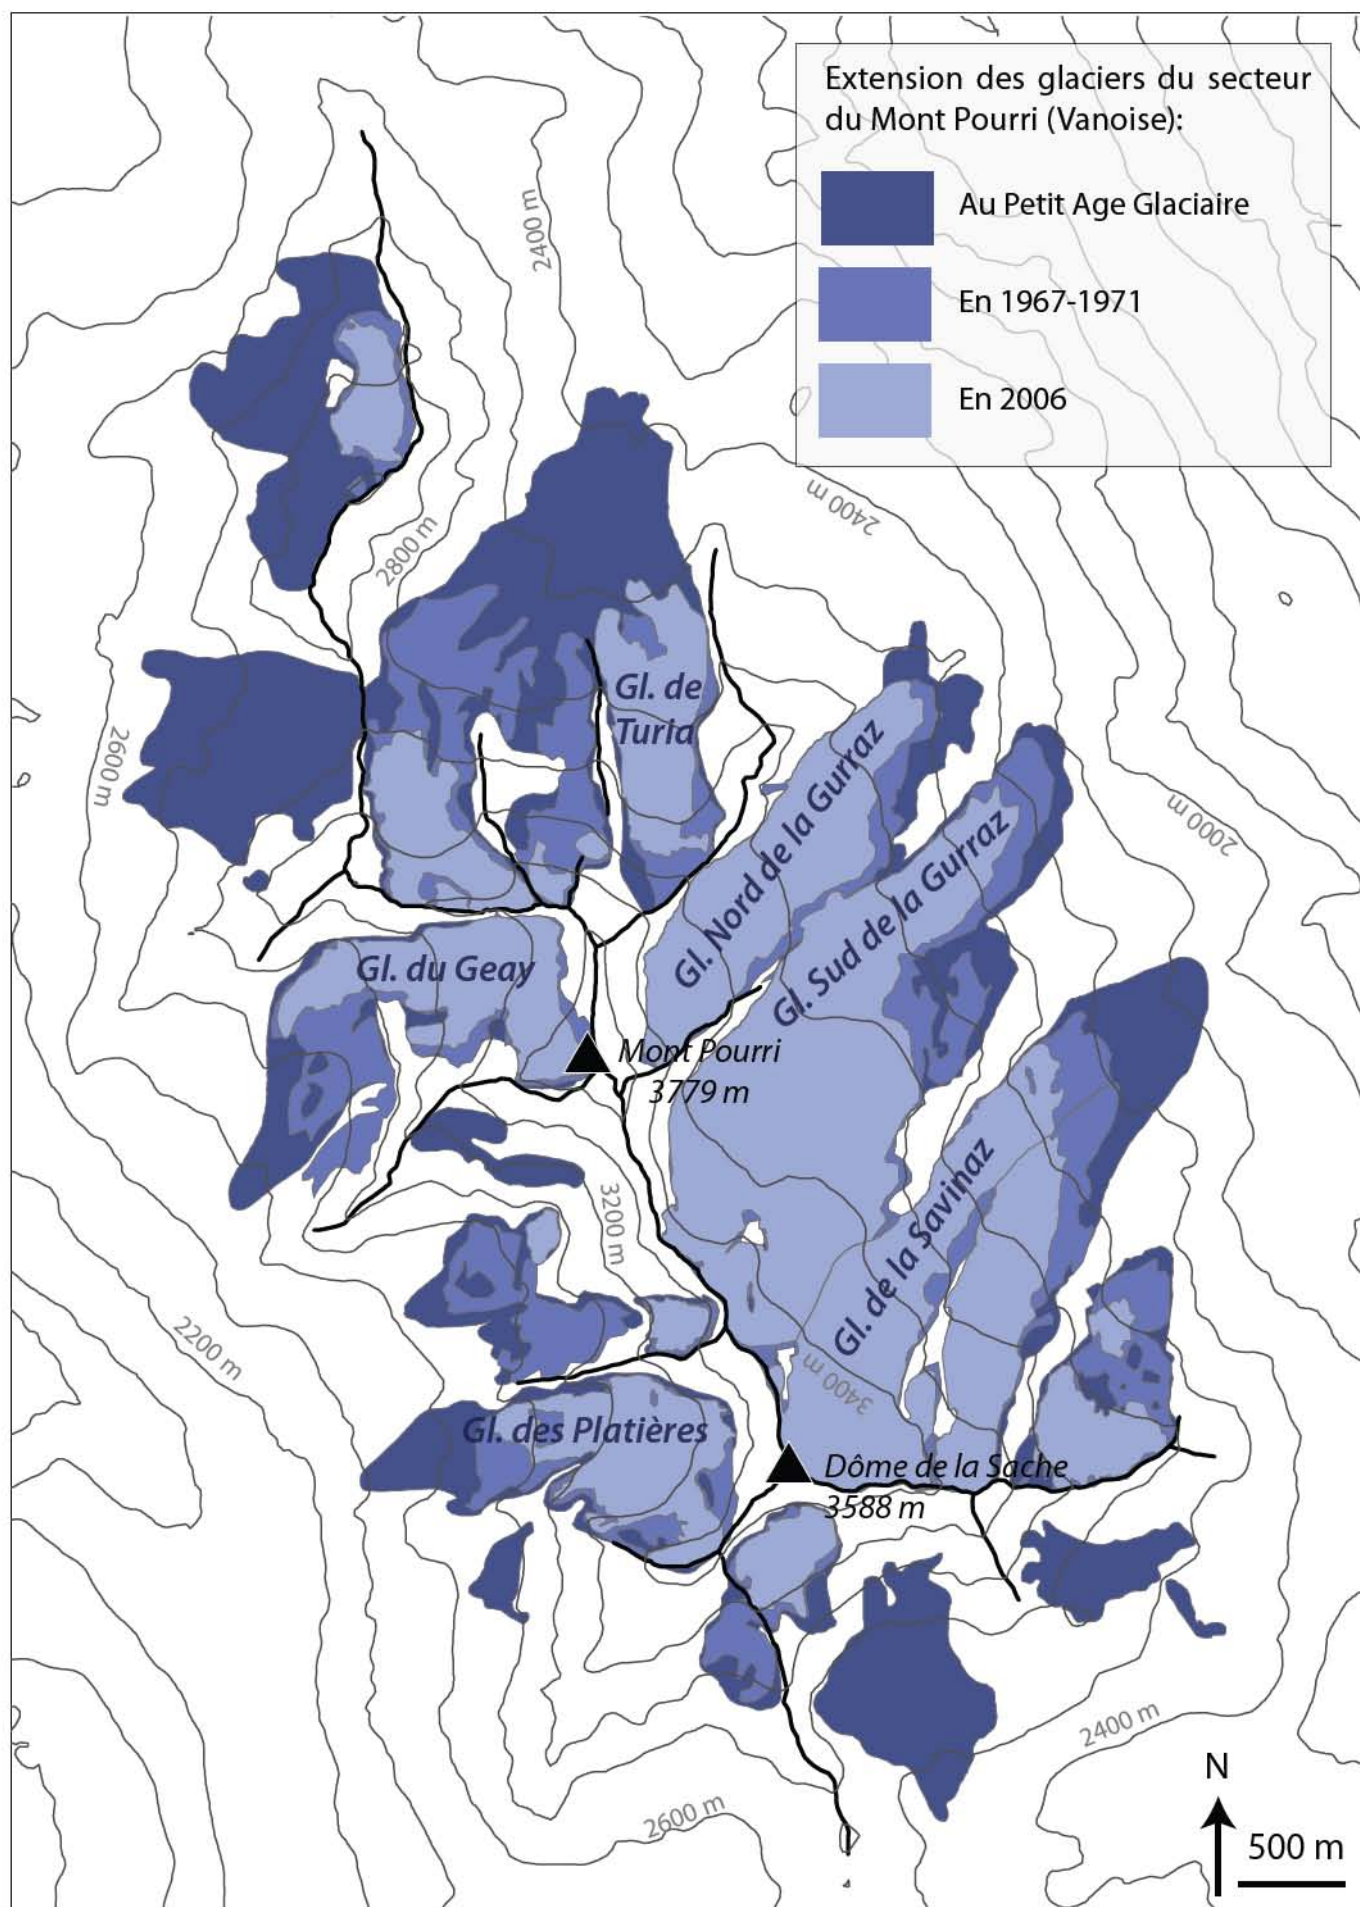 Extension des glaciers du secteur
du Mont Pourri (Vanoise):
Au Petit Age Glaciaire
En 1967-1971
En 2006
2400 m
2400 m
2800 m
Gl. de
Turia
2600 m
Gl. Nord de la Gurraz
2000 m
Gl. Sud de la Gurraz
Gl. du Geay
Mont Pourri
3779 m
3200 m
Gl. de la Savinaz
2200 m
3400 m
Gl. des Platières
Dôme de la Sache
3588 m
2400 m
2600 m
N
500 m